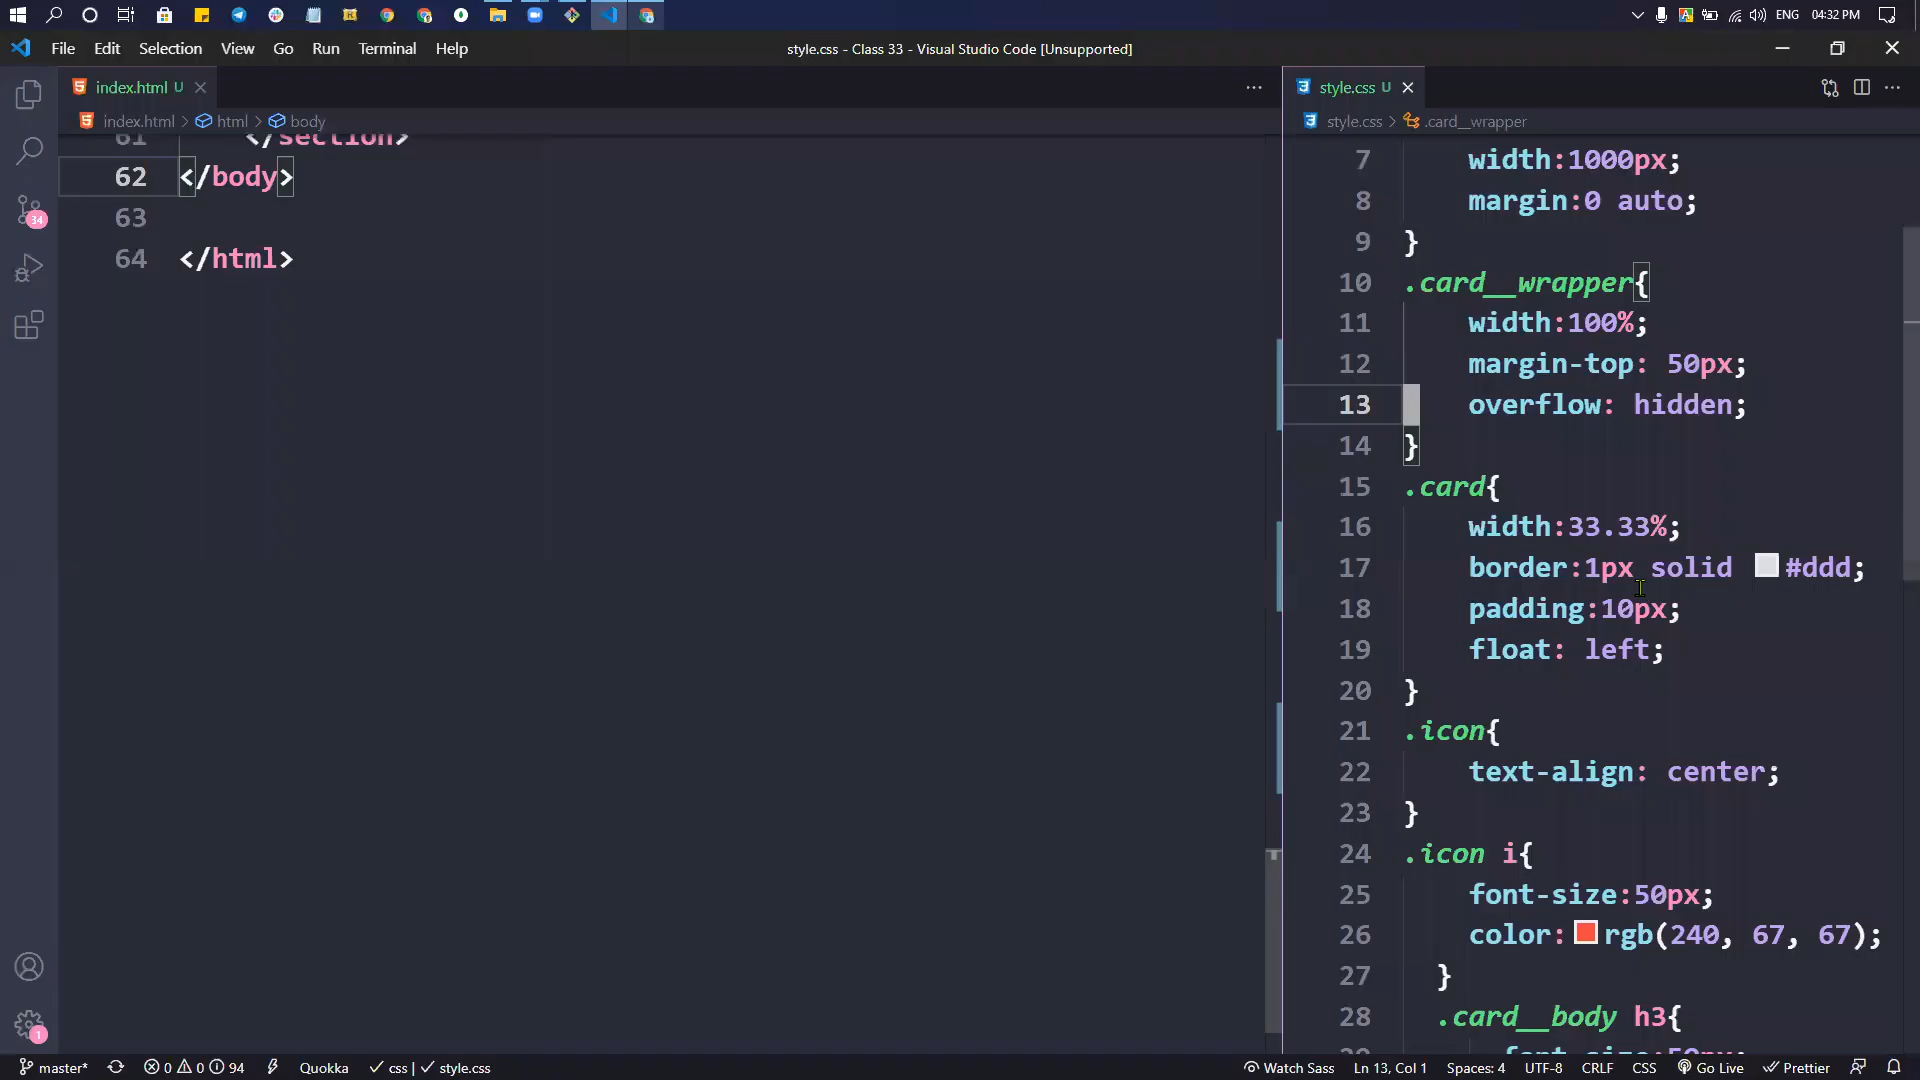 ENG 04:32 PM
File Edit Selection View Go Run Terminal Help
style.css - Class 33 - Visual Studio Code [Unsupported]
index.html U
index.html > html > body
61 </section>
62 </body>
63
64 </html>
style.css U
style.css > .card__wrapper
7 width:1000px;
8 margin:0 auto;
9 }
10 .card__wrapper{
11 width:100%;
12 margin-top: 50px;
13 overflow: hidden;
14 }
15 .card{
16 width:33.33%;
17 border:1px solid #ddd;
18 padding:10px;
19 float: left;
20 }
21 .icon{
22 text-align: center;
23 }
24 .icon i{
25 font-size:50px;
26 color:rgb(240, 67, 67);
27 }
28 .card__body h3{
34
1
master* 0 0 94 Quokka css | style.css
Watch Sass Ln 13, Col 1 Spaces: 4 UTF-8 CRLF CSS Go Live Prettier